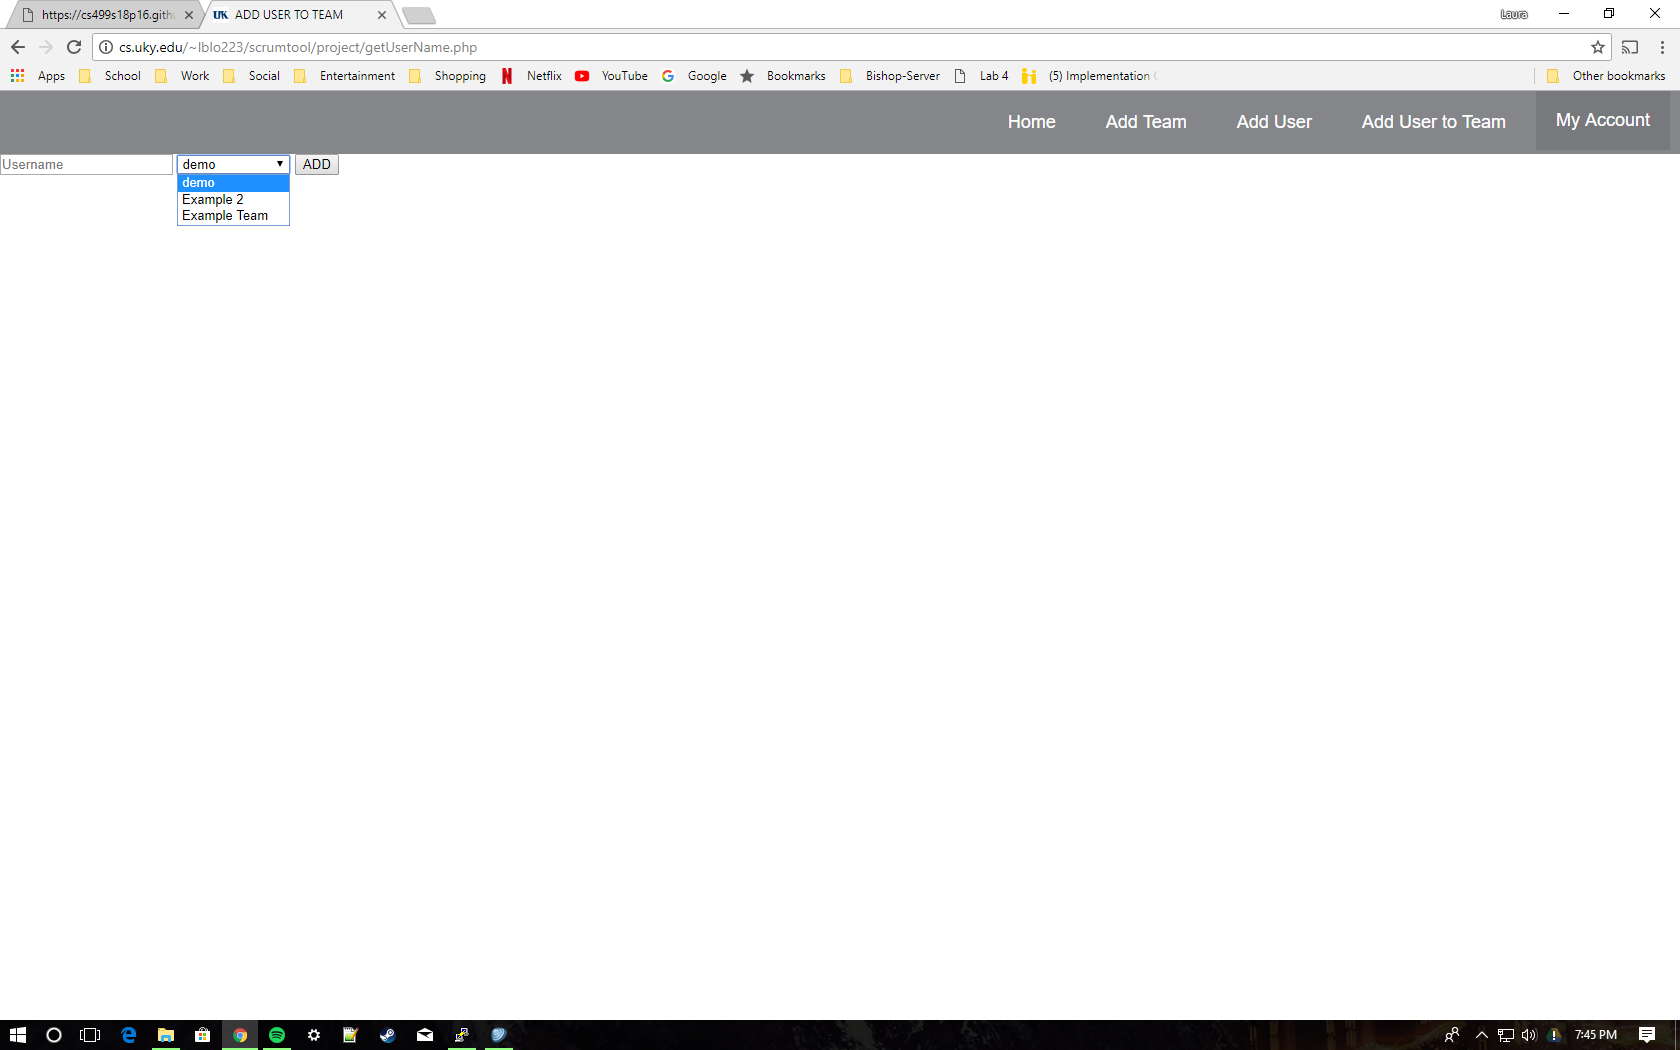 https://cs499s18p16.gith
UK ADD USER TO TEAM
Laura
cs.uky.edu/~lblo223/scrumtool/project/getUserName.php
Apps School Work Social Entertainment Shopping N Netflix YouTube G Google Bookmarks Bishop-Server Lab 4 (5) Implementation Other bookmarks
Home Add Team Add User Add User to Team My Account
Username demo ADD
demo
Example 2
Example Team
7:45 PM